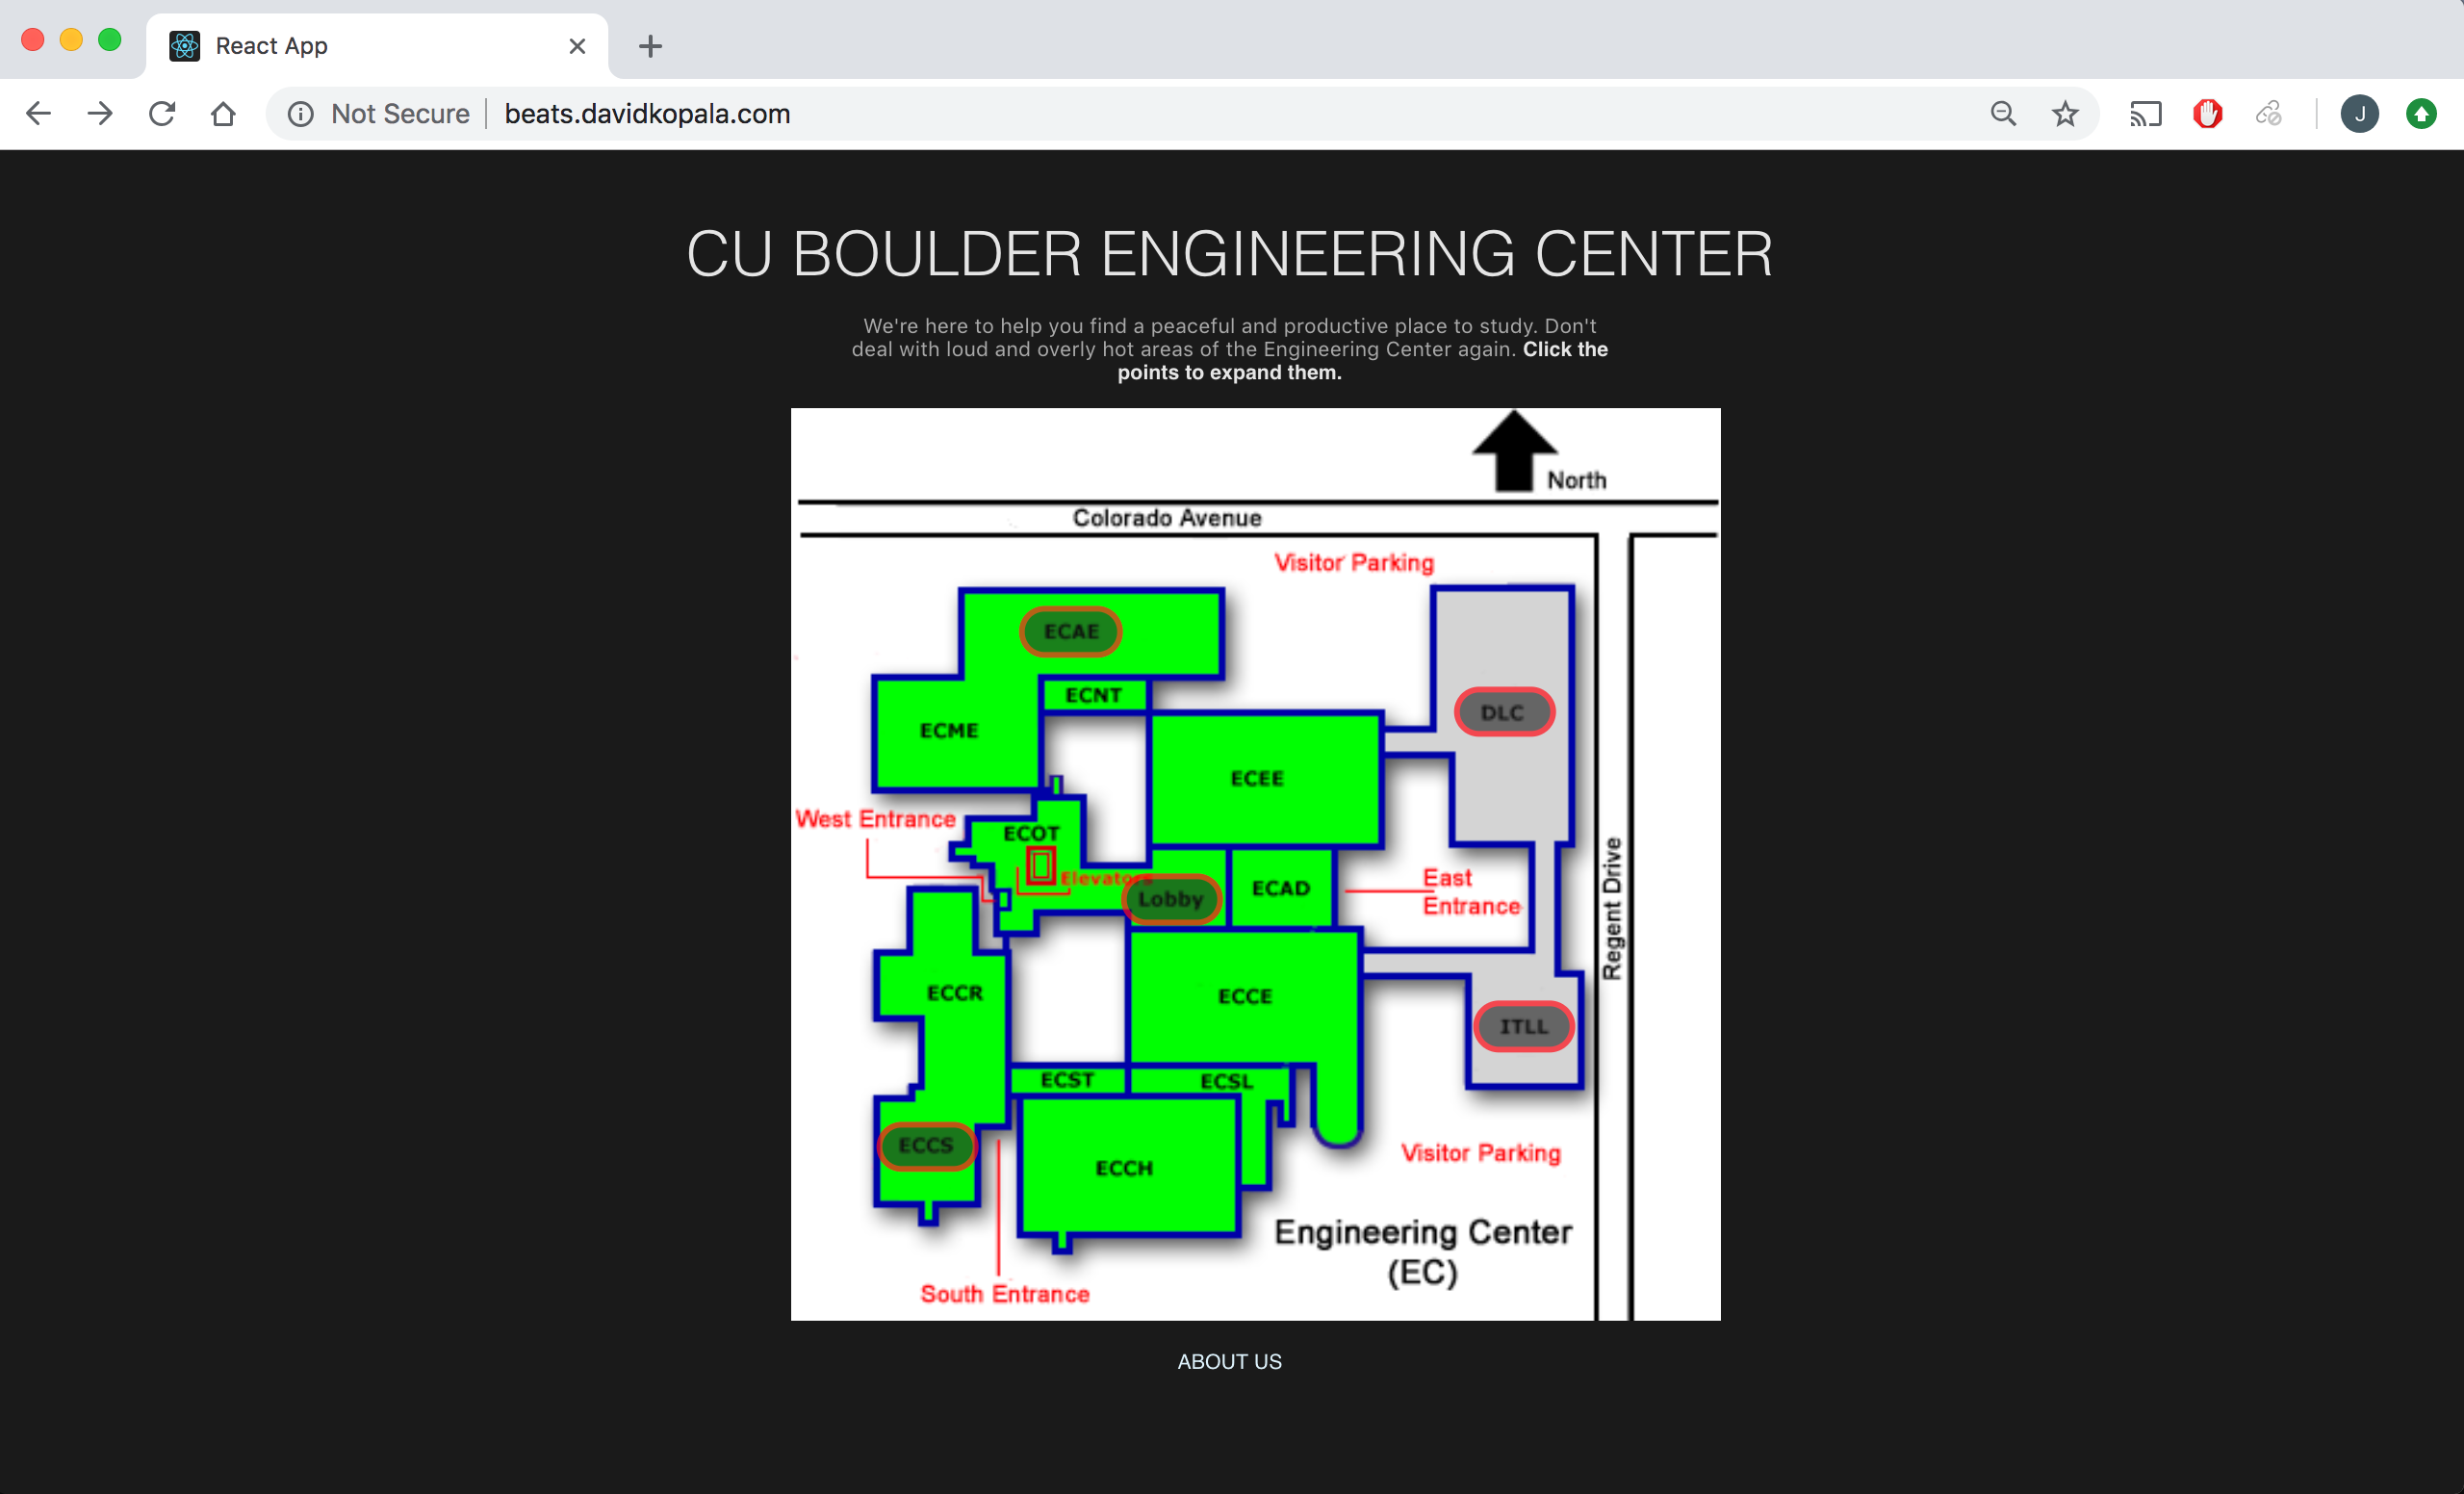 React App
Not Secure
beats.davidkopala.com
J
CU BOULDER ENGINEERING CENTER
We're here to help you find a peaceful and productive place to study. Don't
deal with loud and overly hot areas of the Engineering Center again. Click the
points to expand them.
North
Colorado Avenue
Visitor Parking
ECAE
ECNT
DLC
ECME
ECEE
West Entrance
ECOT
Elevators
Lobby
ECAD
East
Entrance
Regent Drive
ECCR
ECCE
ITLL
ECST
ECSL
ECCS
ECCH
Visitor Parking
Engineering Center
(EC)
South Entrance
ABOUT US